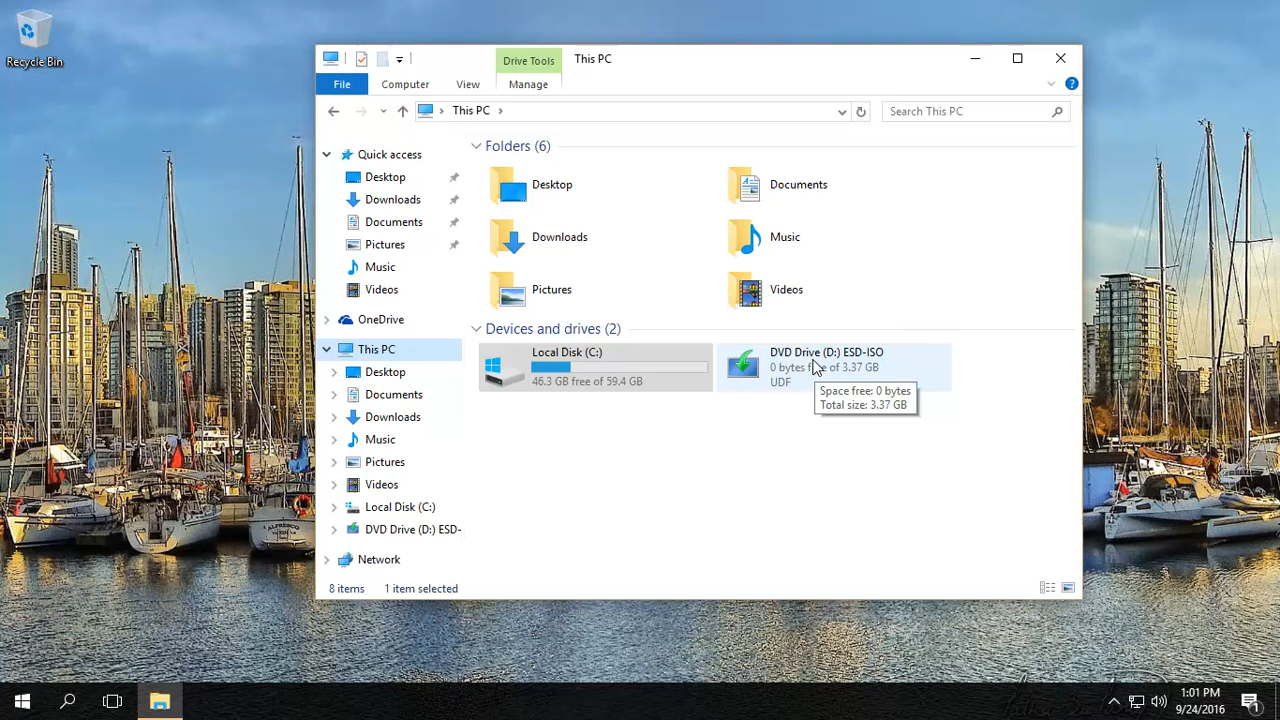 Recycle Bin
Drive Tools
This PC
File
Computer
View
Manage
This PC
Search This PC
Quick access
Desktop
Downloads
Documents
Pictures
Music
Videos
OneDrive
This PC
Desktop
Documents
Downloads
Music
Pictures
Videos
Local Disk (C:)
DVD Drive (D:) ESD-
Network
Folders (6)
Desktop
Documents
Downloads
Music
Pictures
Videos
Devices and drives (2)
Local Disk (C:)
46.3 GB free of 59.4 GB
DVD Drive (D:) ESD-ISO
0 bytes free of 3.37 GB
UDF
Space free: 0 bytes
Total size: 3.37 GB
8 items
1 item selected
1:01 PM
9/24/2016
1